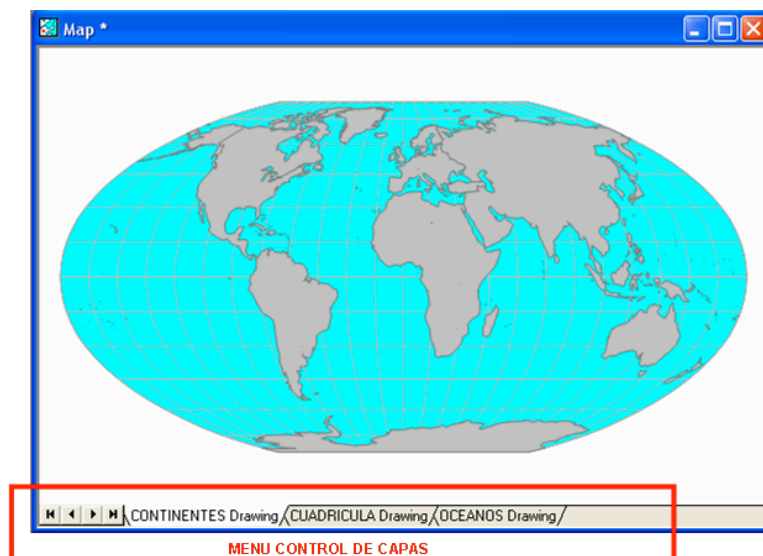 Map *
CONTINENTES Drawing CUADRICULA Drawing OCEANOS Drawing
MENU CONTROL DE CAPAS